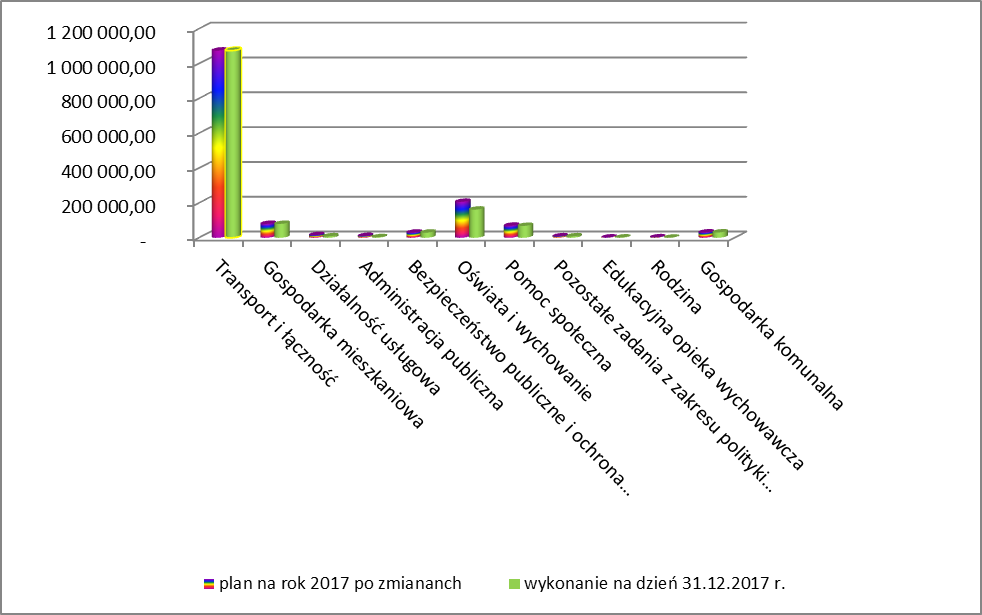 1 200 000,00
1 000 000,00
800 000,00
600 000,00
400 000,00
200 000,00
-
Transport i łączność
Gospodarka mieszkaniowa
Działalność usługowa
Administracja publiczna
Bezpieczeństwo publiczne i ochrona...
Oświata i wychowanie
Pomoc społeczna
Pozostałe zadania z zakresu polityki...
Edukacyjna opieka wychowawcza
Rodzina
Gospodarka komunalna
plan na rok 2017 po zmiananch
wykonanie na dzień 31.12.2017 r.